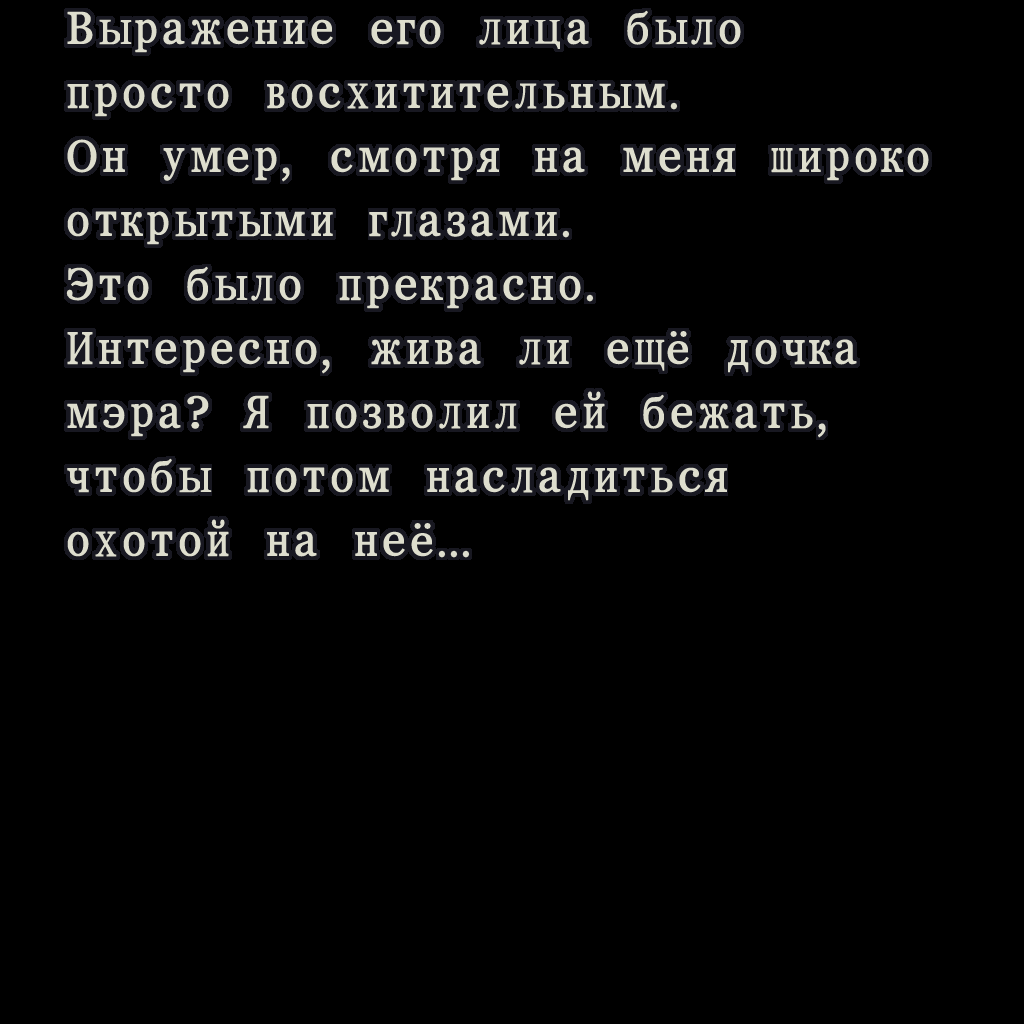 Выражение его лица было
просто восхитительным.
Он умер, смотря на меня широко
открытыми глазами.
Это было прекрасно.
Интересно, жива ли ещё дочка
мэра? Я позволил ей бежать,
чтобы потом насладиться
охотой на неё...